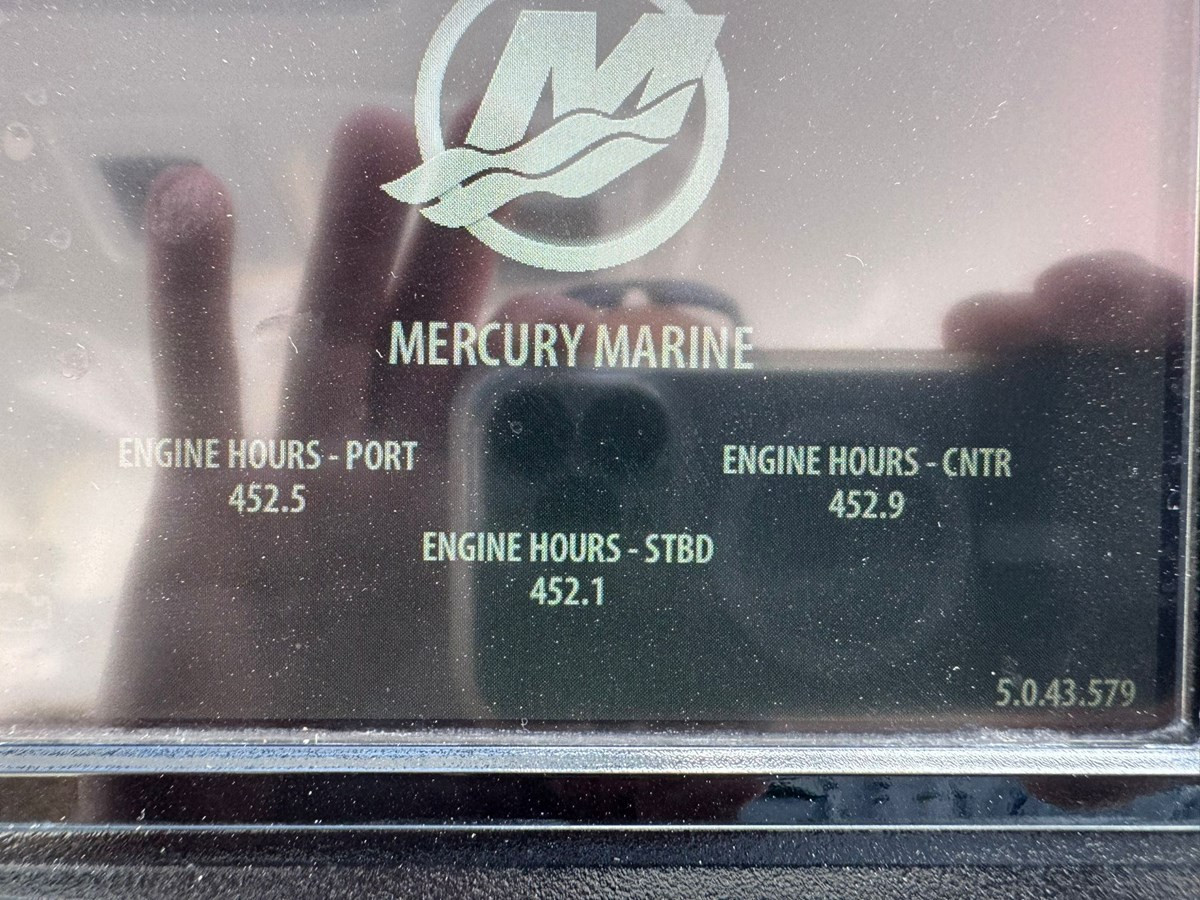 MERCURY MARINE
ENGINE HOURS - PORT
452.5
ENGINE HOURS - CNTR
452.9
ENGINE HOURS - STBD
452.1
5.0.43.579